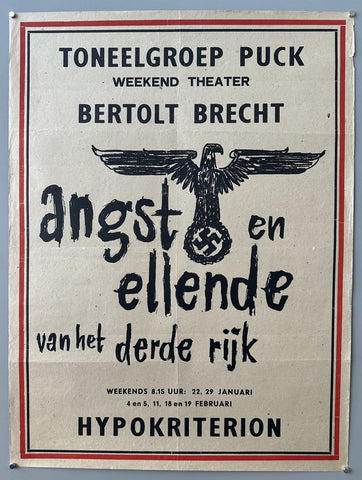 TONEELGROEP PUCK
WEEKEND THEATER
BERTOLT BRECHT
angst en
ellende
van het derde rijk
WEEKENDS 8.15 UUR: 22, 29 JANUARI
4 en 5, 11, 18 en 19 FEBRUARI
HYPOKRITERION